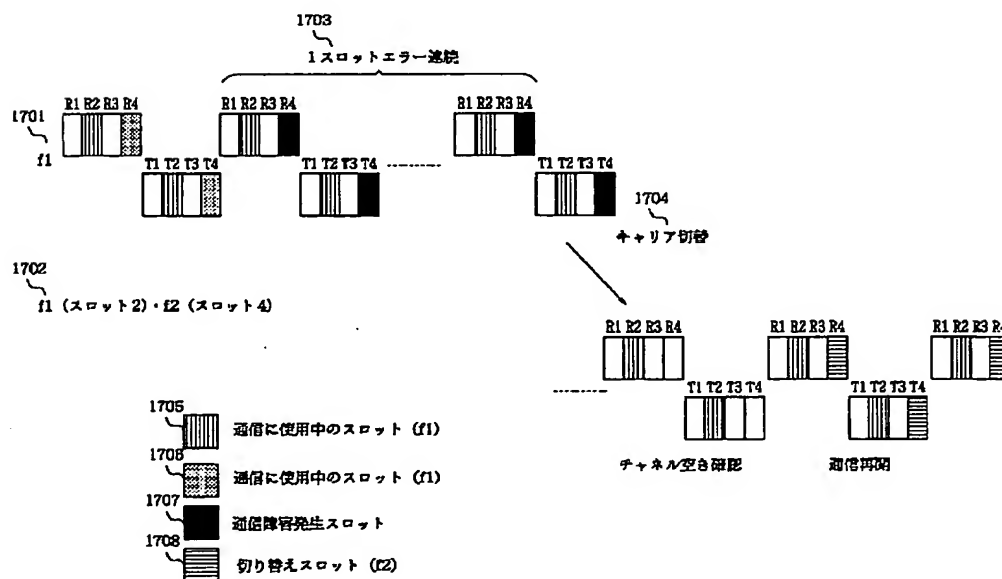 1703
1スロットエラー連続
R1 R2 R3 R4
R1 R2 R3 R4
R1 R2 R3 R4
1701
f1
T1 T2 T3 T4
T1 T2 T3 T4
T1 T2 T3 T4
1704
キャリア切替
1702
f1 (スロット2)・f2 (スロット4)
R1 R2 R3 R4
R1 R2 R3 R4
R1 R2 R3 R4
T1 T2 T3 T4
T1 T2 T3 T4
チャネル空き確認
通信再開
1705
通信に使用中のスロット (f1)
1706
通信に使用中のスロット (f1)
1707
通信障害発生スロット
1708
切り替えスロット (f2)